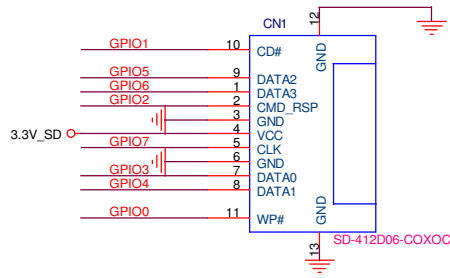 CN1
12
GND
GPIO1 10 CD#
GPIO5 9 DATA2
GPIO6 1 DATA3
GPIO2 2 CMD_RSP
3 GND
3.3V_SD 4 VCC
GPIO7 5 CLK
6 GND
GPIO3 7 DATA0
GPIO4 8 DATA1
GPIO0 11 WP#
GND
13
SD-412D06-COXOC